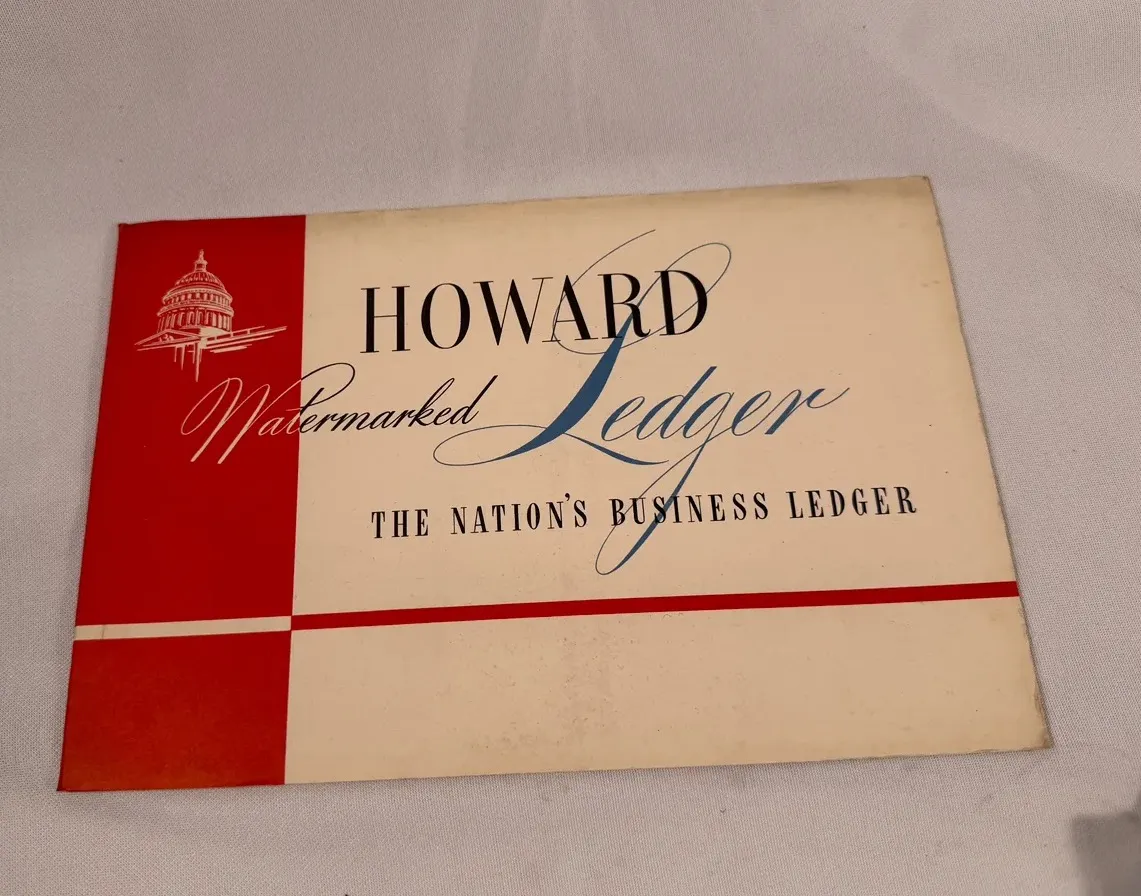 HOWARD
Watermarked Ledger
THE NATION'S BUSINESS LEDGER